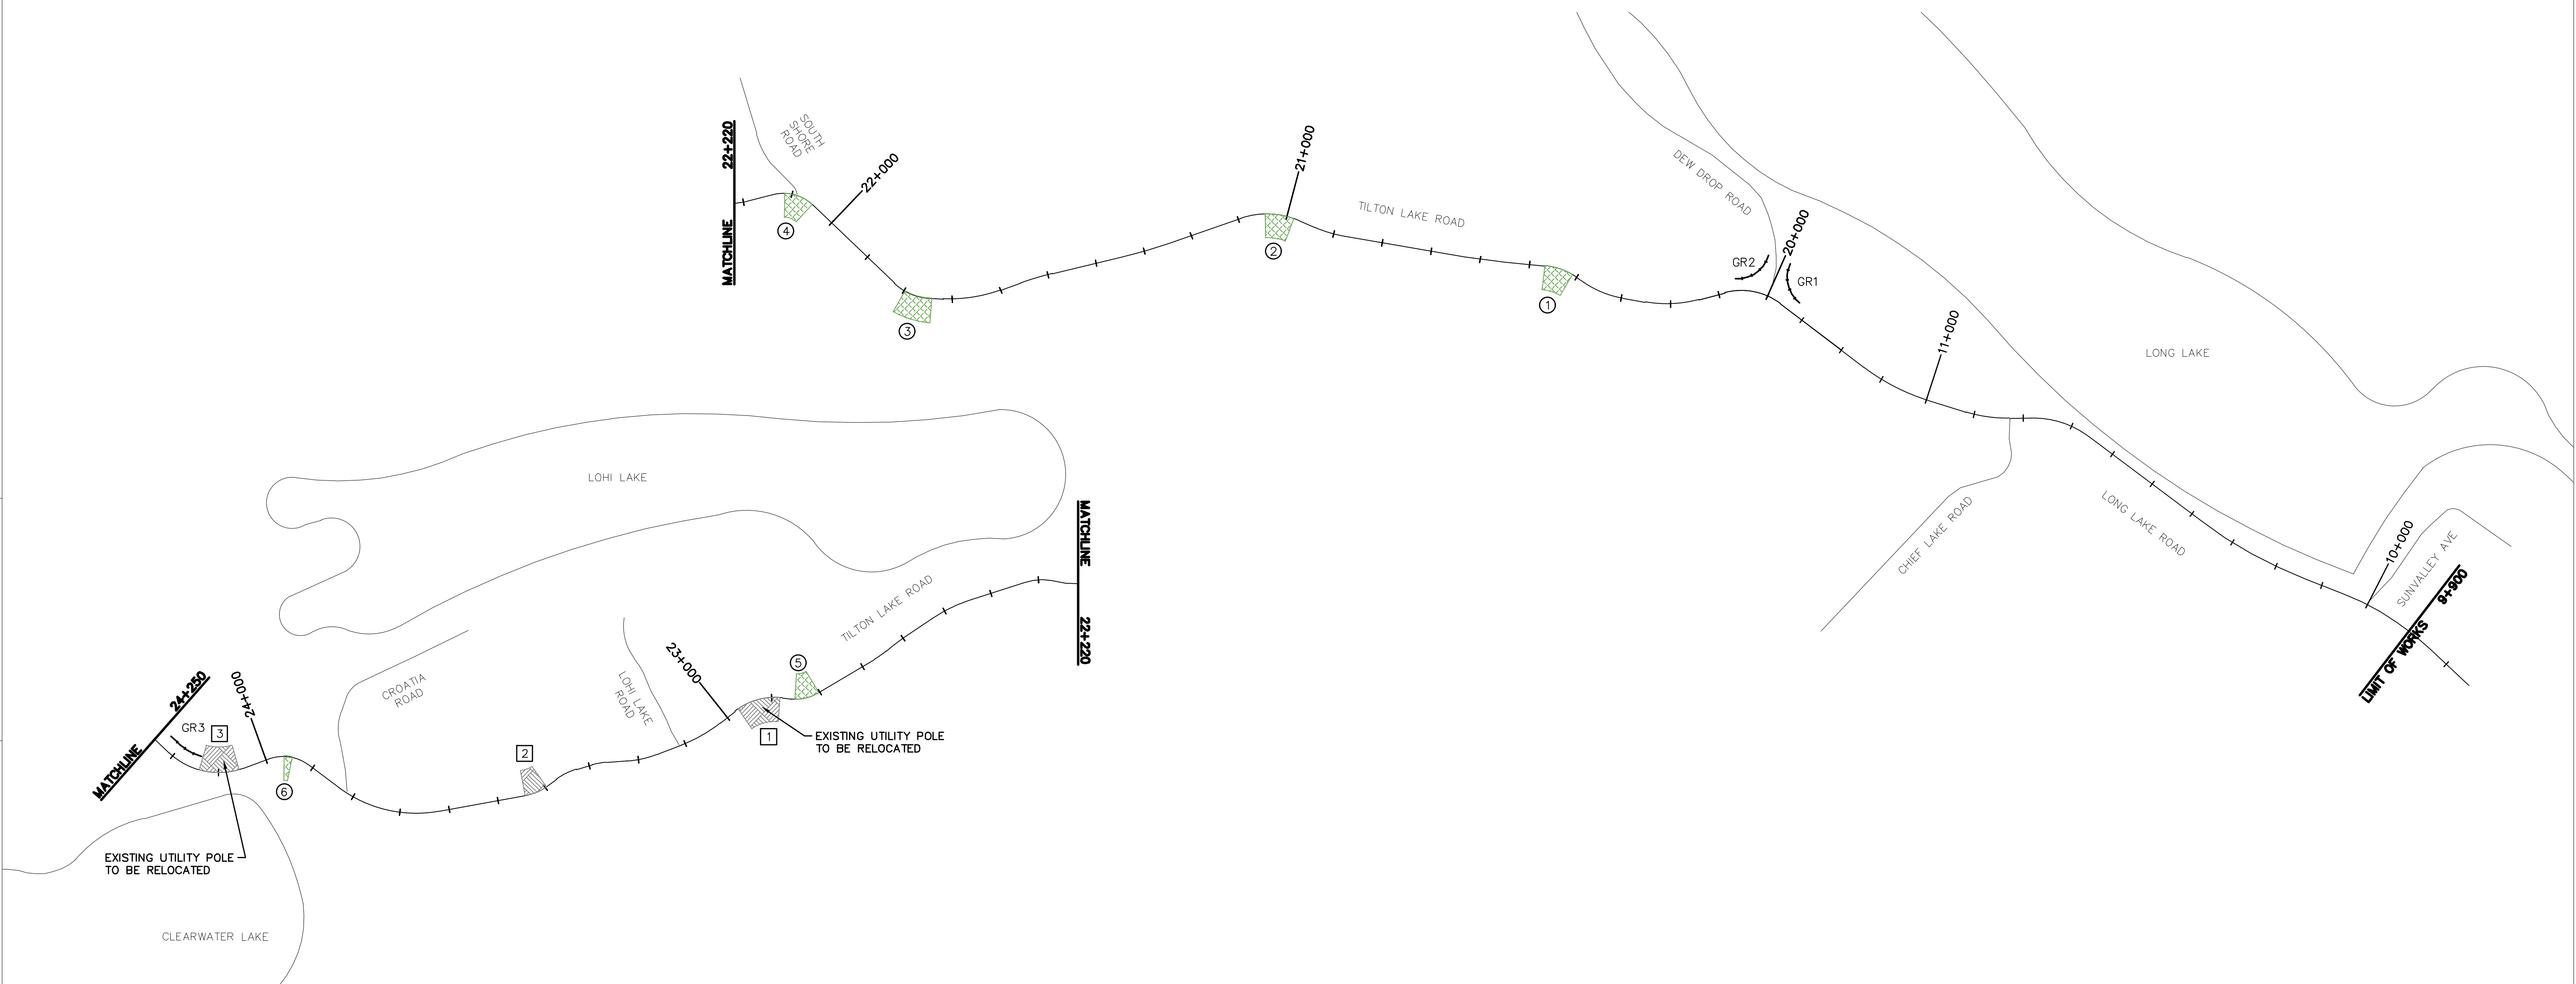 SOUTH
SHORE
ROAD
MATCHLINE 22+220
22+000
4
3
21+000
2
TILTON LAKE ROAD
1
DEW DROP ROAD
20+000
GR2
GR1
11+000
LONG LAKE
CHIEF LAKE ROAD
LONG LAKE ROAD
10+000
SUNVALLEY AVE
LIMIT OF WORKS 9+900
LOHI LAKE
MATCHLINE 22+220
TILTON LAKE ROAD
5
23+000
1
EXISTING UTILITY POLE
TO BE RELOCATED
LOHI LAKE
ROAD
2
CROATIA
ROAD
24+000
6
MATCHLINE 24+250
GR3
3
EXISTING UTILITY POLE
TO BE RELOCATED
CLEARWATER LAKE